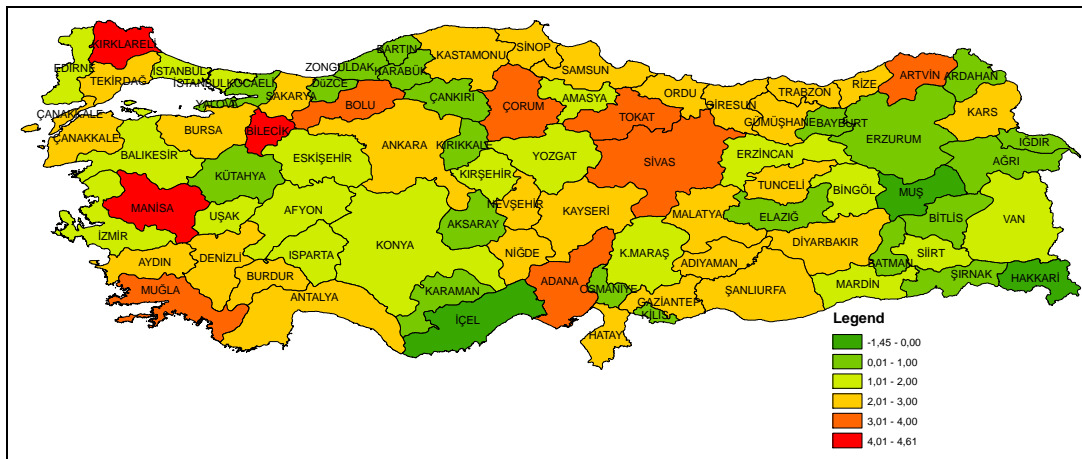 KIRKLARELİ
EDİRNE
TEKİRDAĞ
İSTANBUL
İSTANBUL
KOCAELİ
YALOVA
SAKARYA
DÜZCE
ZONGULDAK
BARTIN
KARABÜK
KASTAMONU
SİNOP
SAMSUN
BOLU
ÇANKIRI
ÇORUM
AMASYA
TOKAT
ORDU
GİRESUN
TRABZON
RİZE
ARTVİN
ARDAHAN
KARS
GÜMÜŞHANE
BAYBURT
ERZURUM
IĞDIR
AĞRI
ÇANAKKALE
ÇANAKKALE
BURSA
BİLECİK
BALIKESİR
ESKİŞEHİR
KÜTAHYA
ANKARA
KIRIKKALE
KIRŞEHİR
YOZGAT
SİVAS
ERZİNCAN
TUNCELİ
BİNGÖL
MUŞ
BİTLİS
VAN
MANİSA
UŞAK
AFYON
İZMİR
KONYA
AKSARAY
NEVŞEHİR
KAYSERİ
MALATYA
ELAZIĞ
DİYARBAKIR
BATMAN
SİİRT
ŞIRNAK
HAKKARİ
AYDIN
DENİZLİ
ISPARTA
BURDUR
MUĞLA
ANTALYA
KARAMAN
İÇEL
NİĞDE
ADANA
K.MARAŞ
OSMANİYE
ADIYAMAN
GAZİANTEP
KİLİS
HATAY
ŞANLIURFA
MARDİN
Legend
-1,45 - 0,00
0,01 - 1,00
1,01 - 2,00
2,01 - 3,00
3,01 - 4,00
4,01 - 4,61